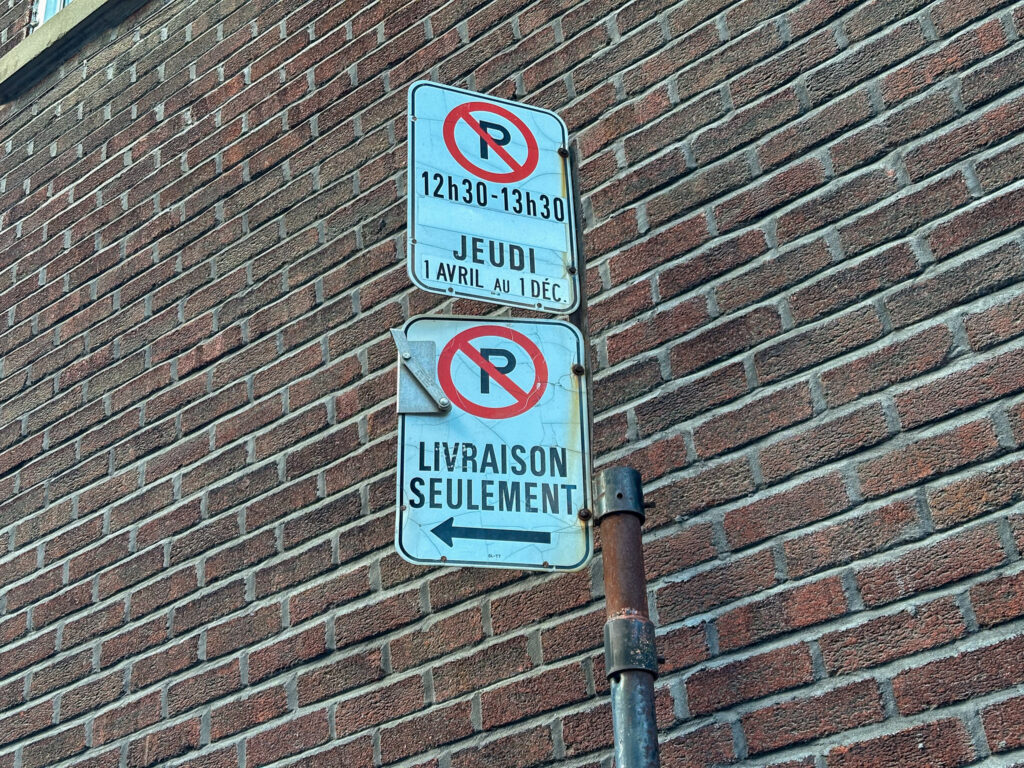 P
12h30-13h30
JEUDI
1 AVRIL AU 1 DÉC.
P
LIVRAISON
SEULEMENT